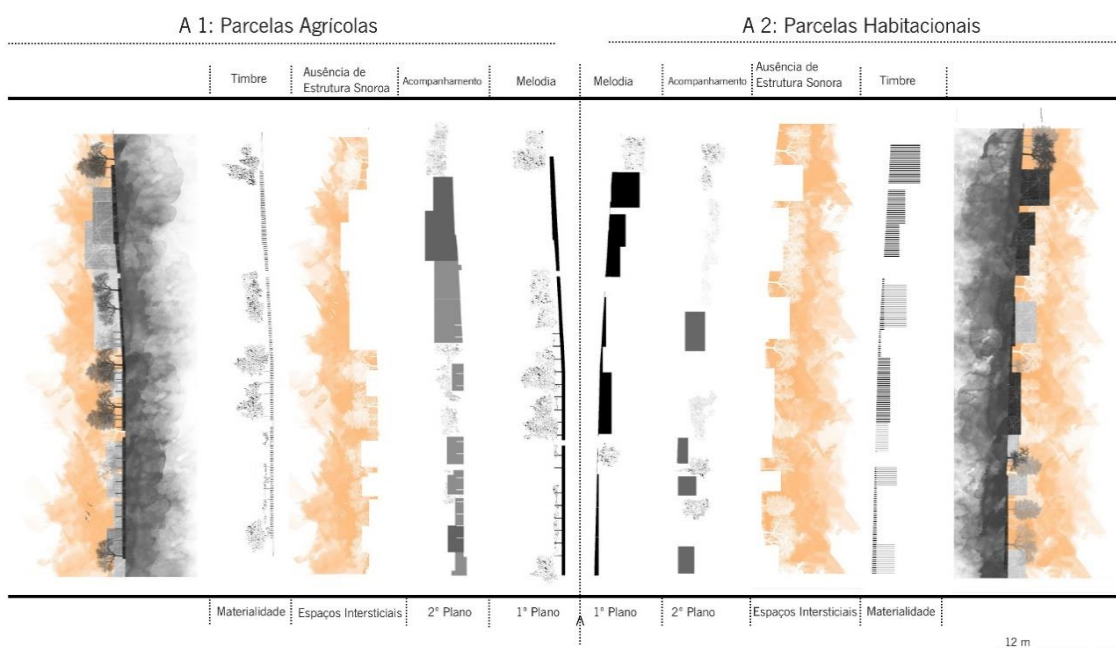 A 1: Parcelas Agrícolas
A 2: Parcelas Habitacionais
Timbre
Ausência de
Estrutura Snoroa
Acompanhamento
Melodia
Melodia
Acompanhamento
Ausência de
Estrutura Sonora
Timbre
Materialidade
Espaços Intersticiais
2° Plano
1° Plano
1° Plano
2° Plano
Espaços Intersticiais
Materialidade
A
12 m